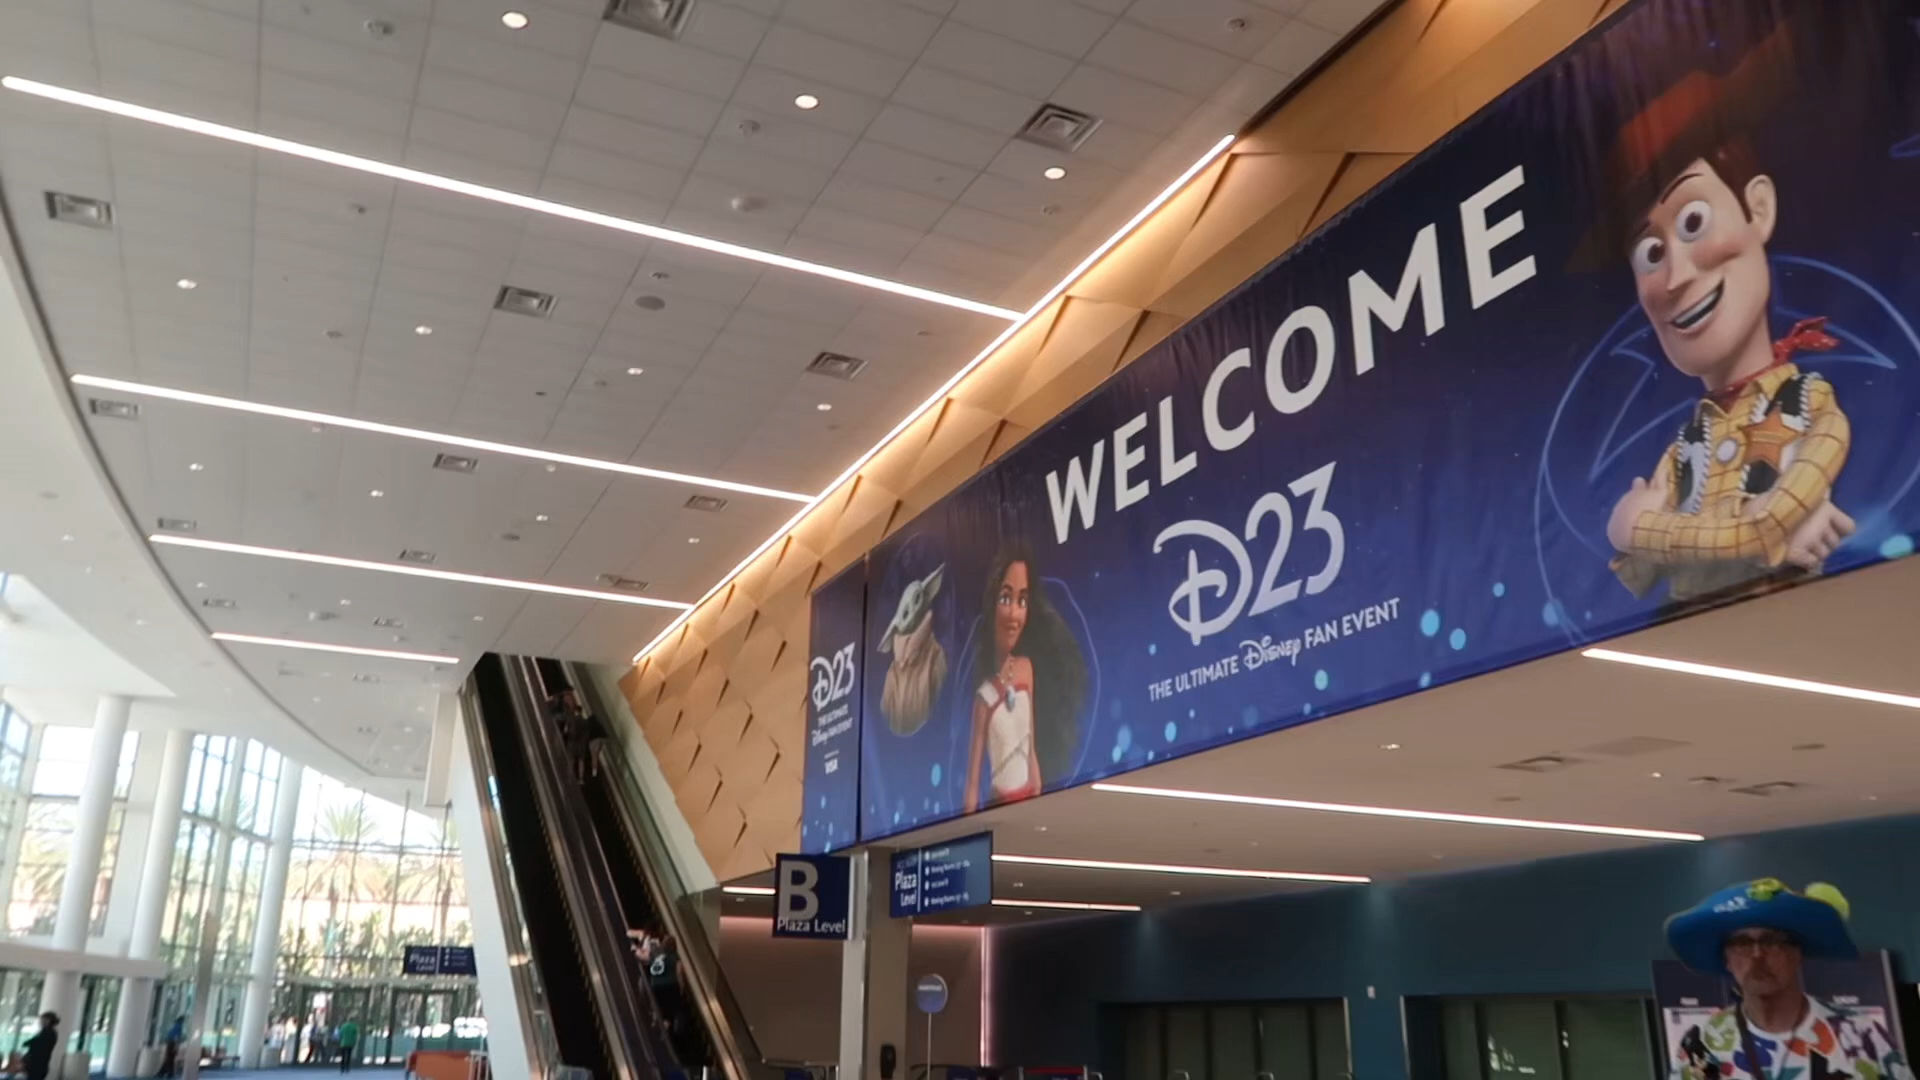 WELCOME
D23
THE ULTIMATE Disney FAN EVENT
D23
THE ULTIMATE
Disney FAN EVENT
VISA
B
Plaza Level
Plaza
Level
Plaza
Level